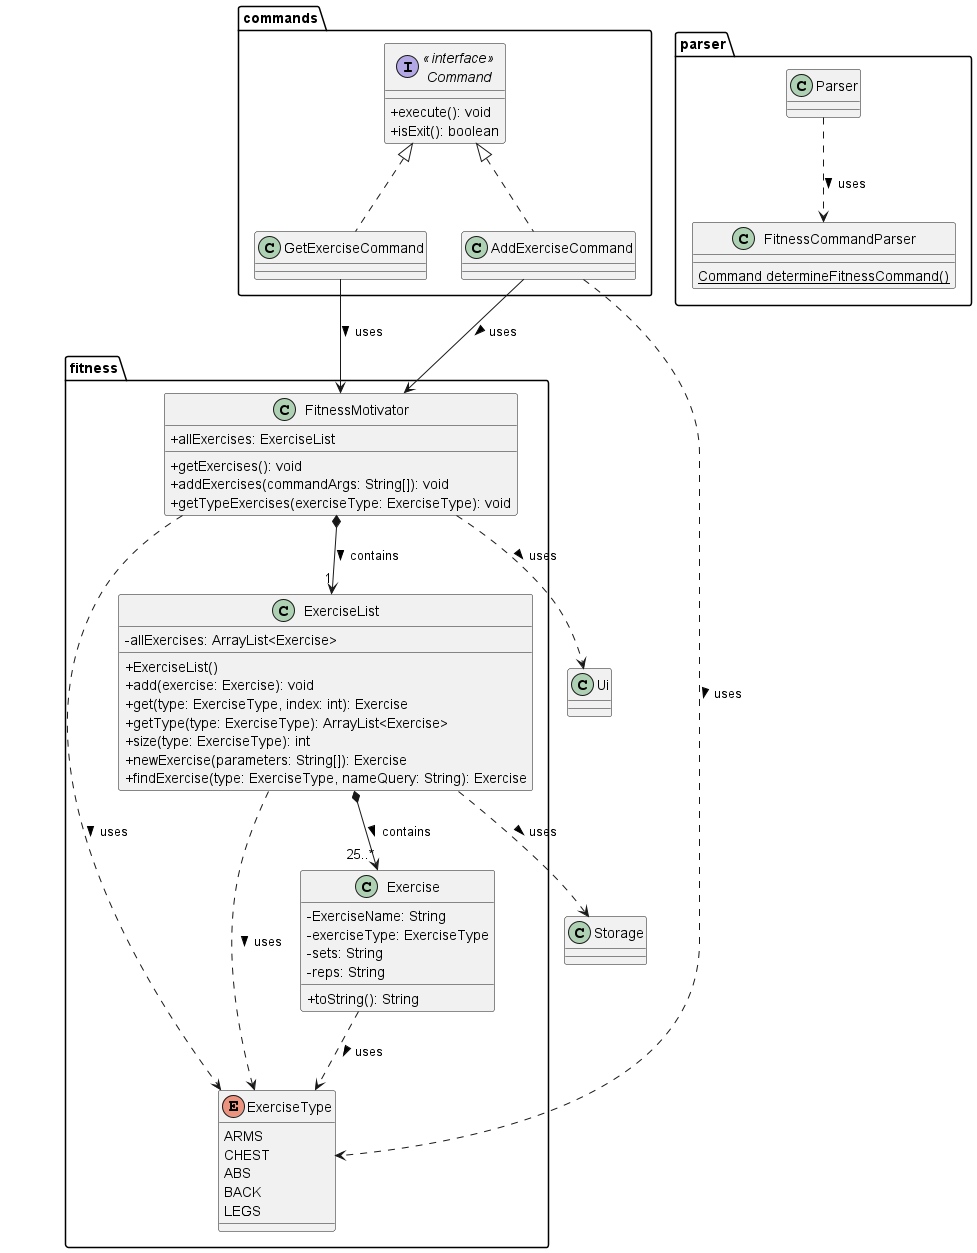 commands
I
«interface»
Command
+execute(): void
+isExit(): boolean
C GetExerciseCommand
C AddExerciseCommand
parser
C Parser
uses
C FitnessCommandParser
Command determineFitnessCommand()
uses
uses
fitness
C FitnessMotivator
+allExercises: ExerciseList
+getExercises(): void
+addExercises(commandArgs: String[]): void
+getTypeExercises(exerciseType: ExerciseType): void
contains
uses
1
C ExerciseList
-allExercises: ArrayList<Exercise>
+ExerciseList()
+add(exercise: Exercise): void
+get(type: ExerciseType, index: int): Exercise
+getType(type: ExerciseType): ArrayList<Exercise>
+size(type: ExerciseType): int
+newExercise(parameters: String[]): Exercise
+findExercise(type: ExerciseType, nameQuery: String): Exercise
C Ui
uses
uses
contains
uses
25..*
C Exercise
-ExerciseName: String
-exerciseType: ExerciseType
-sets: String
-reps: String
+toString(): String
C Storage
uses
uses
E ExerciseType
ARMS
CHEST
ABS
BACK
LEGS